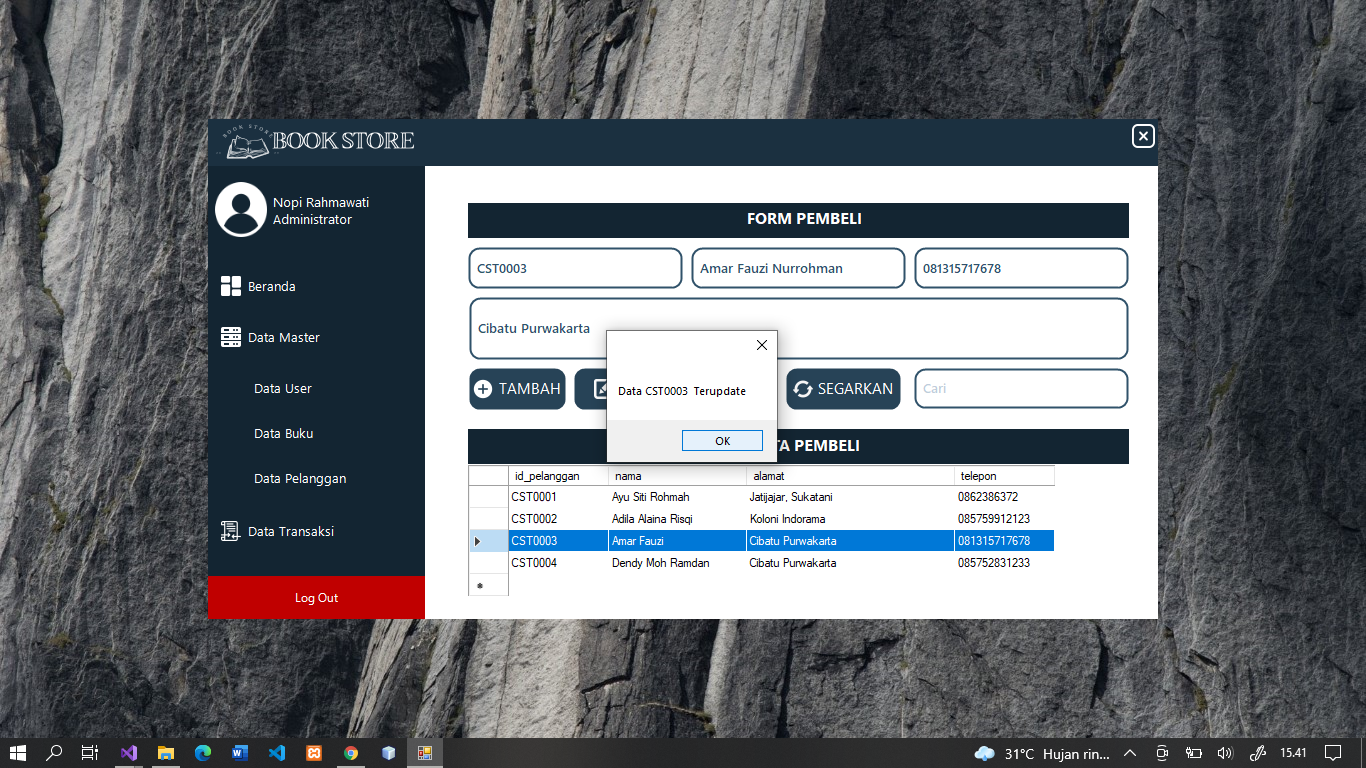 BOOK STORE
BOOK STORE
Nopi Rahmawati
Administrator
Beranda
Data Master
Data User
Data Buku
Data Pelanggan
Data Transaksi
Log Out
FORM PEMBELI
CST0003 Amar Fauzi Nurrohman 081315717678
Cibatu Purwakarta
TAMBAH SEGARKAN Cari
Data CST0003 Terupdate
OK
PEMBELI
id_pelanggan nama alamat telepon
CST0001 Ayu Siti Rohmah Jatijajar, Sukatani 0862386372
CST0002 Adila Alaina Risqi Koloni Indorama 085759912123
CST0003 Amar Fauzi Cibatu Purwakarta 081315717678
CST0004 Dendy Moh Ramdan Cibatu Purwakarta 085752831233
31°C Hujan rin... 15.41